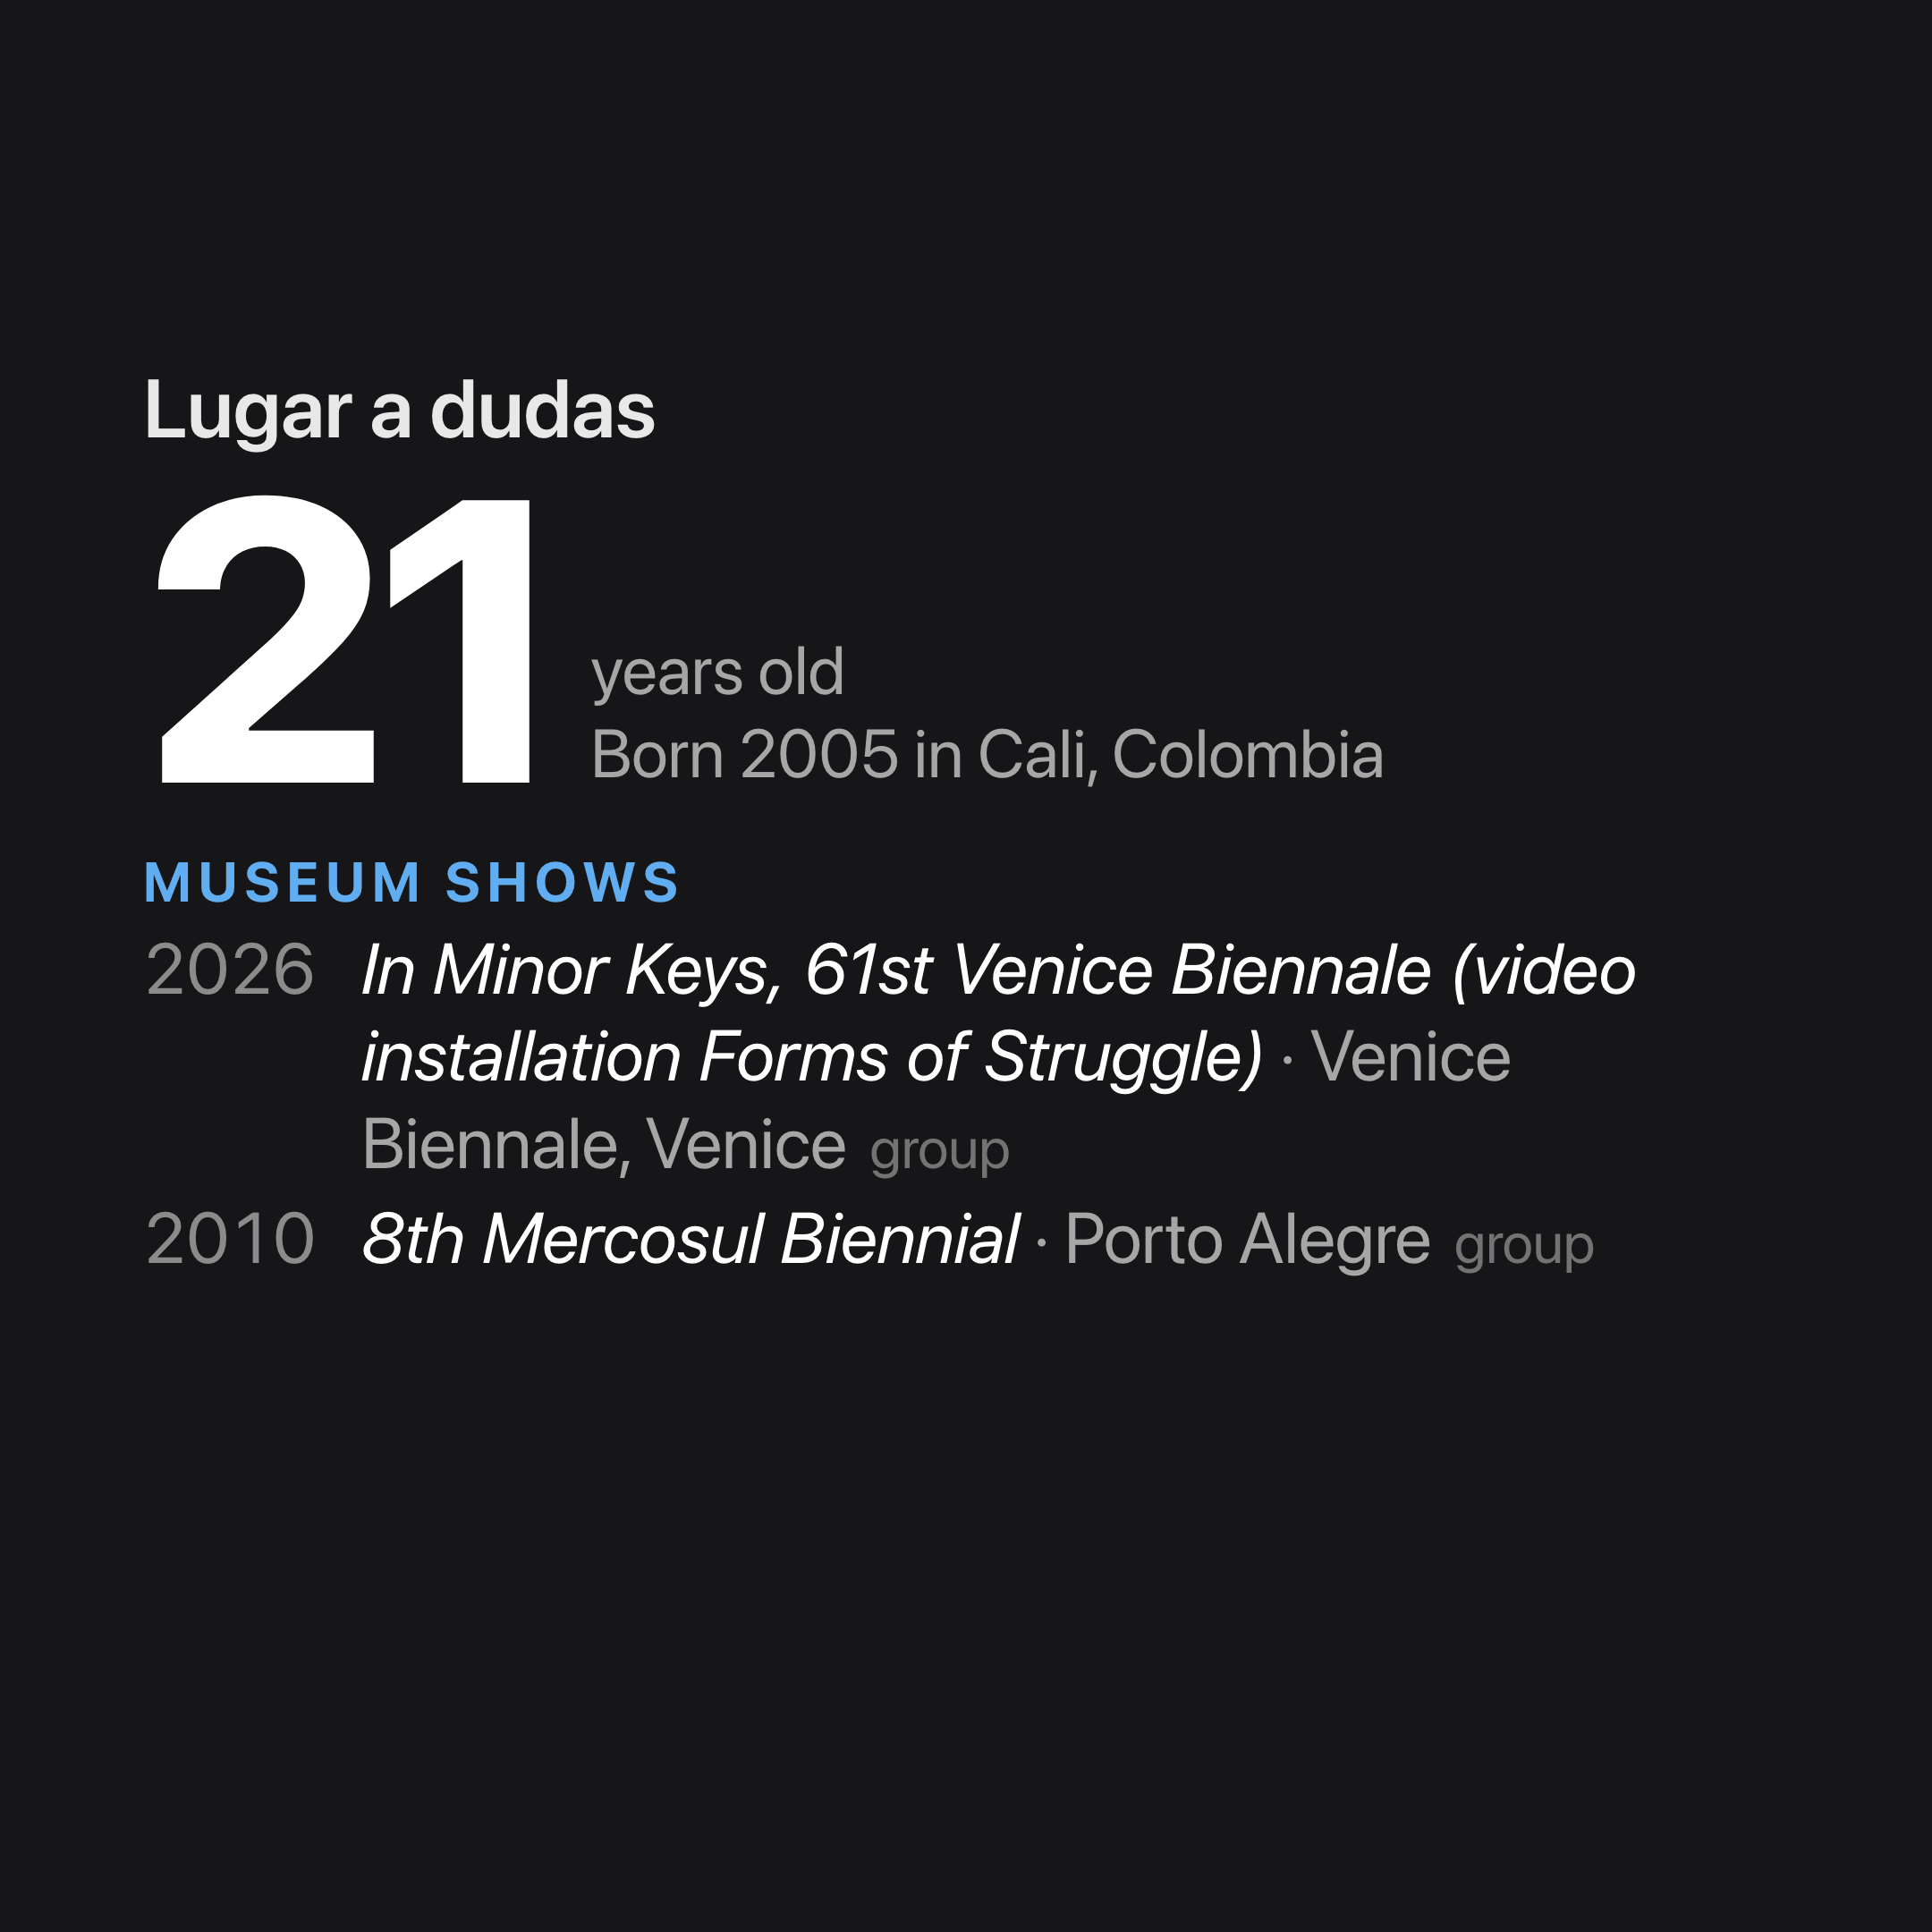 Lugar a dudas
21
years old
Born 2005 in Cali, Colombia
MUSEUM SHOWS
2026 In Minor Keys, 61st Venice Biennale (video
installation Forms of Struggle) · Venice
Biennale, Venice group
2010 8th Mercosul Biennial · Porto Alegre group